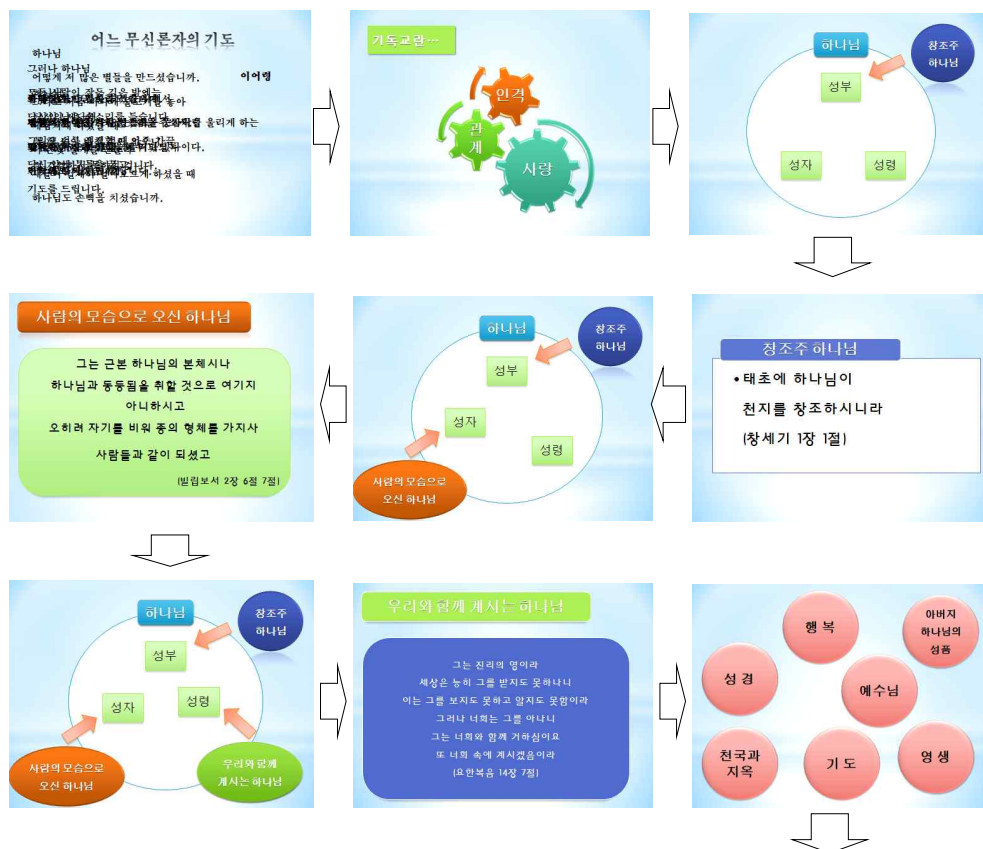 어느 무신론자의 기도
하나님
그러나 하나님
어떻게 저 많은 별들을 만드셨습니까.
이어령
기도를 드립니다.
하나님도 손뼉을 치셨습니까.
기독교란…
인격
관계
사랑
하나님
창조주
하나님
성부
성자
성령
창조주 하나님
• 태초에 하나님이
천지를 창조하시니라
(창세기 1장 1절)
하나님
창조주
하나님
성부
성자
성령
사람의 모습으로
오신 하나님
사람의 모습으로 오신 하나님
그는 근본 하나님의 본체시나
하나님과 동등됨을 취할 것으로 여기지
아니하시고
오히려 자기를 비워 종의 형체를 가지사
사람들과 같이 되셨고
(빌립보서 2장 6절 7절)
하나님
창조주
하나님
성부
성자
성령
사람의 모습으로
오신 하나님
우리와 함께
계시는 하나님
우리와 함께 계시는 하나님
그는 진리의 영이라
세상은 능히 그를 받지도 못하나니
이는 그를 보지도 못하고 알지도 못함이라
그러나 너희는 그를 아나니
그는 너희와 함께 거하심이요
또 너희 속에 계시겠음이라
(요한복음 14장 7절)
행 복
아버지
하나님의
성품
성 경
예수님
천국과
지옥
기 도
영 생